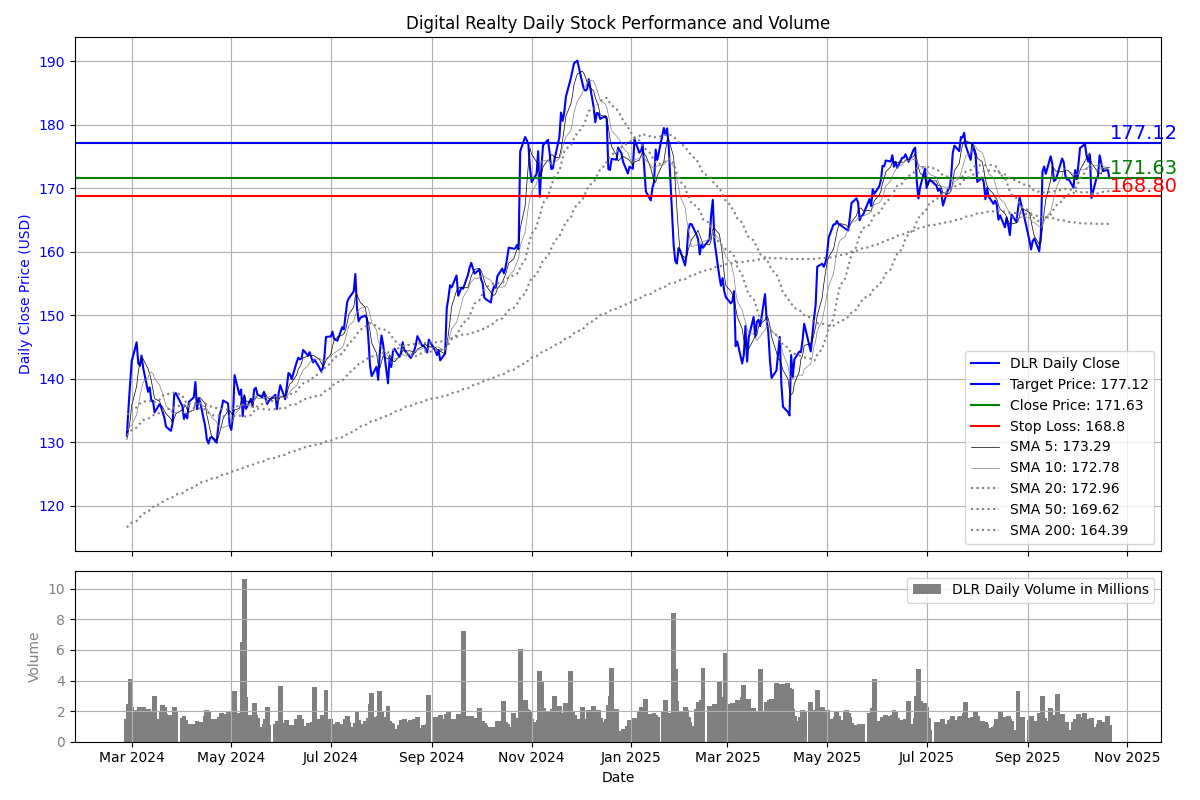 Digital Realty Daily Stock Performance and Volume
Daily Close Price (USD)
190
180
170
160
150
140
130
120
177.12
171.63
168.80
DLR Daily Close
Target Price: 177.12
Close Price: 171.63
Stop Loss: 168.8
SMA 5: 173.29
SMA 10: 172.78
SMA 20: 172.96
SMA 50: 169.62
SMA 200: 164.39
Volume
10
8
6
4
2
0
DLR Daily Volume in Millions
Mar 2024
May 2024
Jul 2024
Sep 2024
Nov 2024
Jan 2025
Mar 2025
May 2025
Jul 2025
Sep 2025
Nov 2025
Date